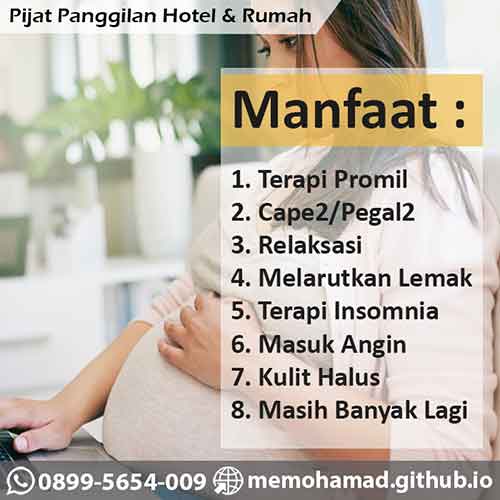 Pijat Panggilan Hotel & Rumah
Manfaat :
1. Terapi Promil
2. Cape2/Pegal2
3. Relaksasi
4. Melarutkan Lemak
5. Terapi Insomnia
6. Masuk Angin
7. Kulit Halus
8. Masih Banyak Lagi
0899-5654-009 memohamad.github.io